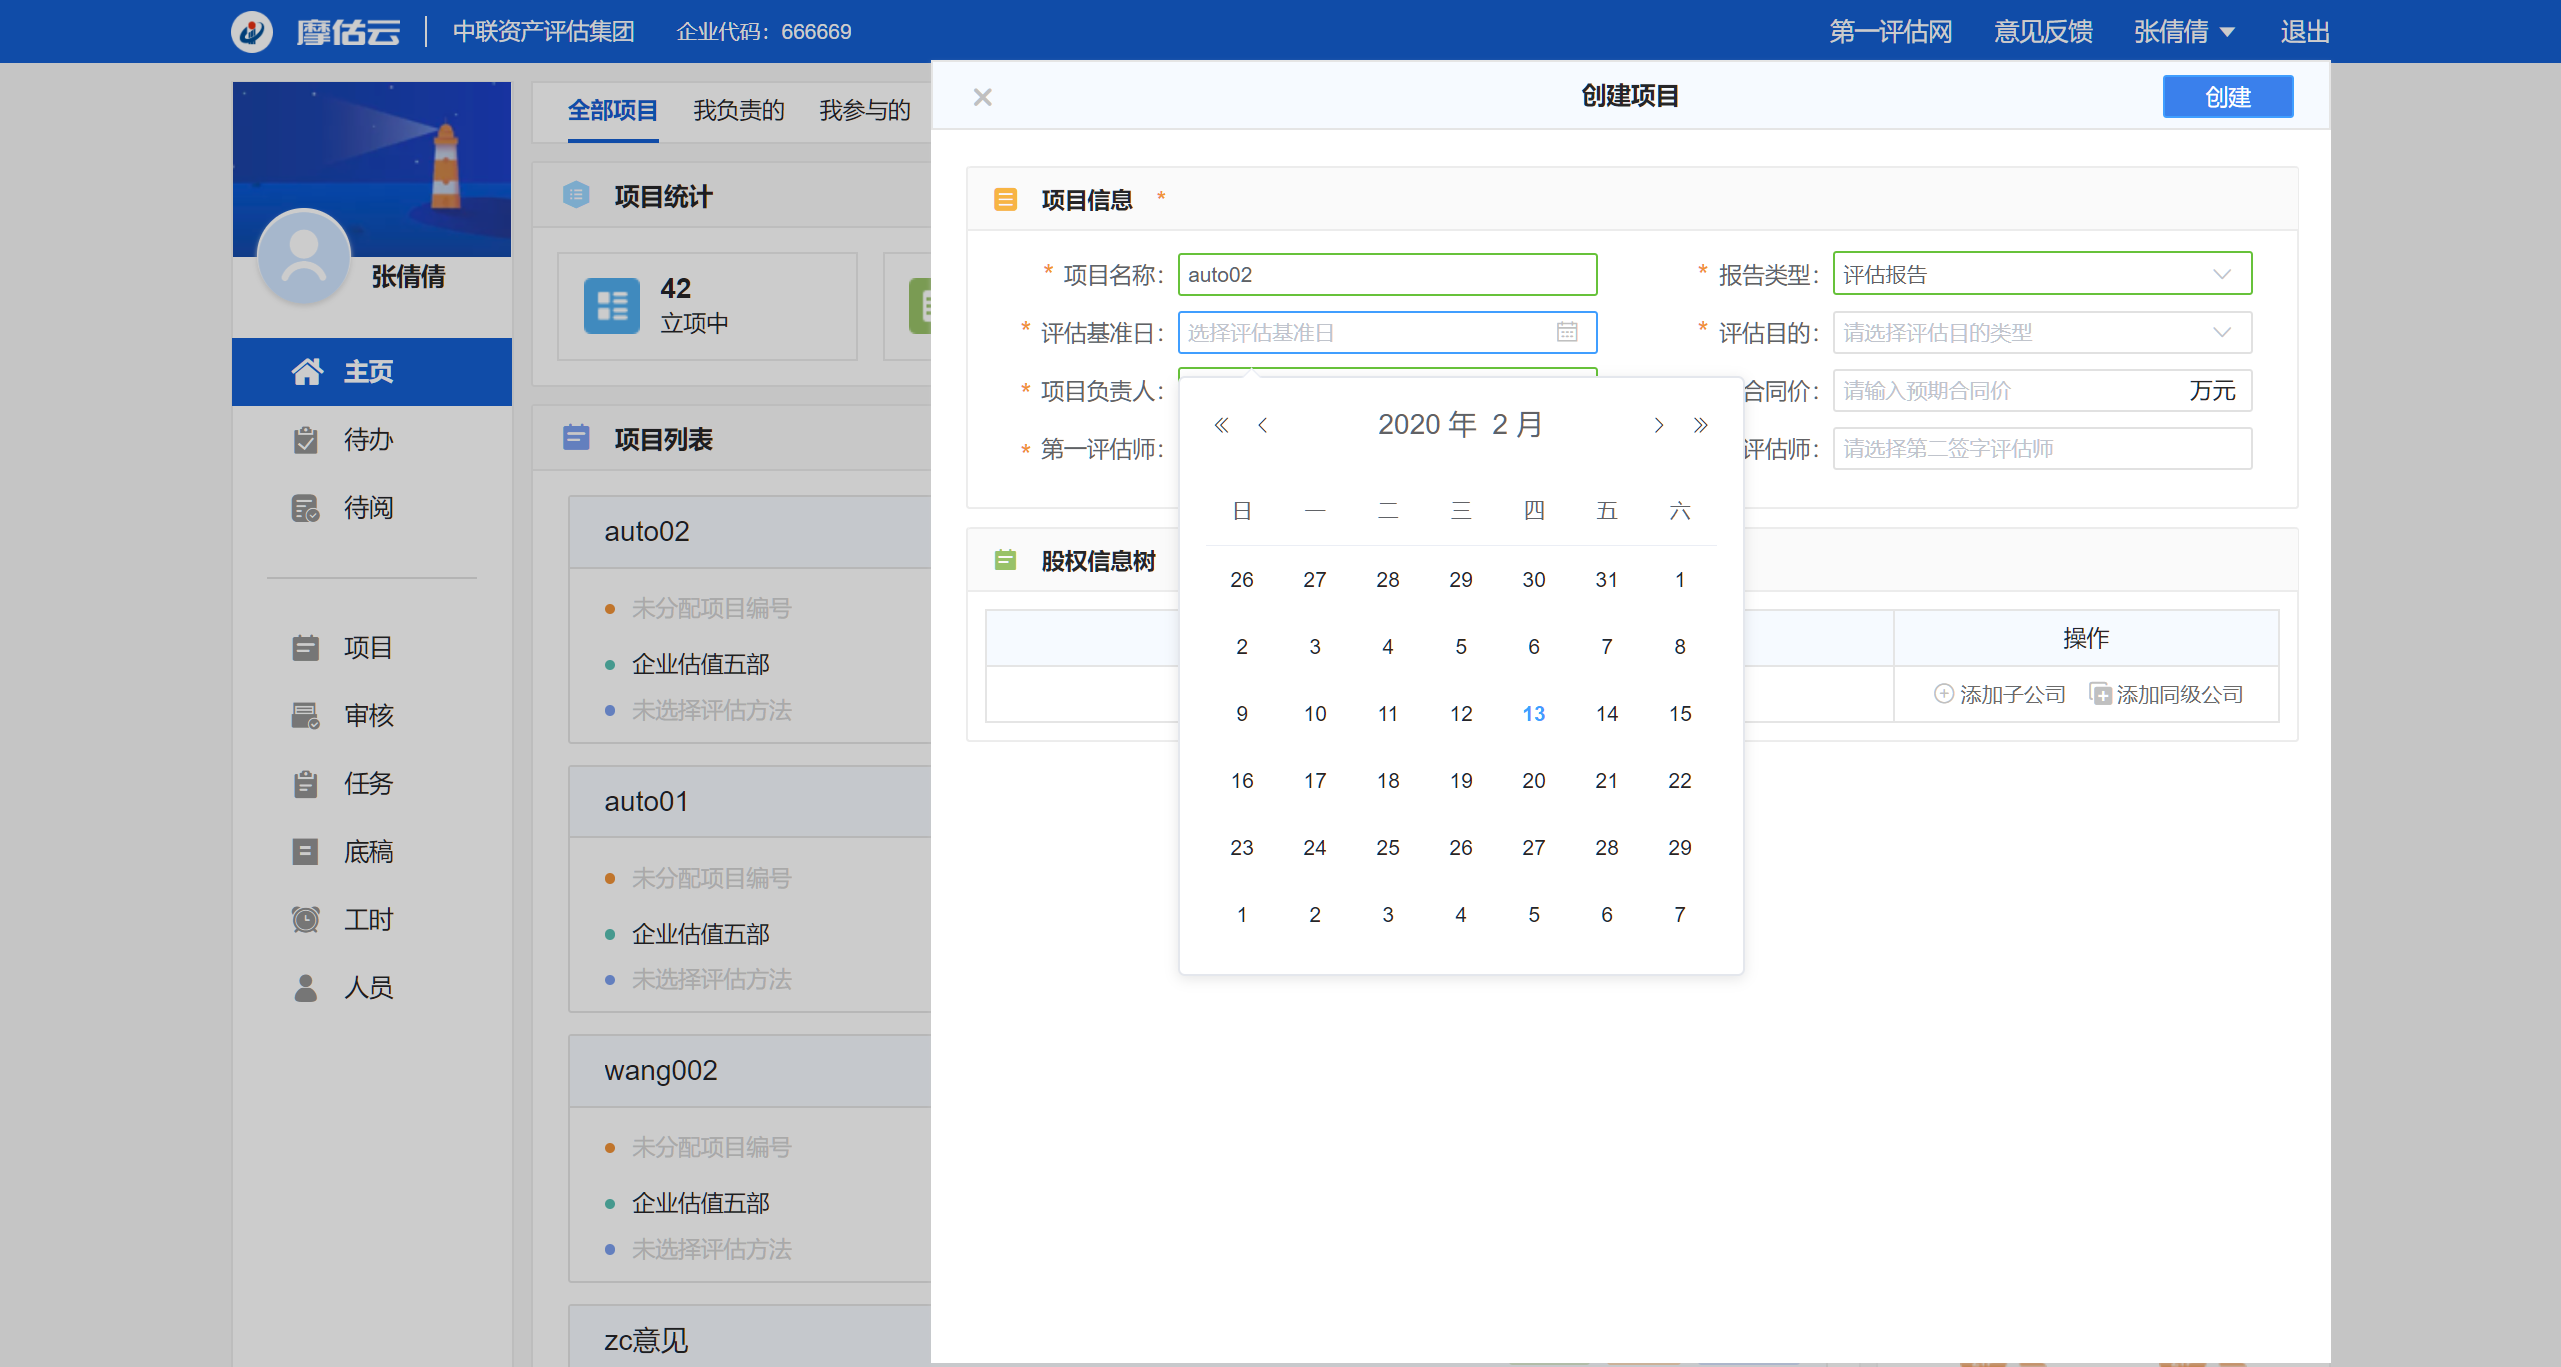 摩估云 中联资产评估集团 企业代码：666669 第一评估网 意见反馈 张倩倩 退出
张倩倩
主页
待办
待阅
项目
审核
任务
底稿
工时
人员
全部项目 我负责的 我参与的
项目统计
42
立项中
项目列表
auto02
未分配项目编号
企业估值五部
未选择评估方法
auto01
未分配项目编号
企业估值五部
未选择评估方法
wang002
未分配项目编号
企业估值五部
未选择评估方法
zc意见
创建项目 创建
项目信息 *
* 项目名称： auto02 * 报告类型： 评估报告
* 评估基准日： 选择评估基准日 * 评估目的： 请选择评估目的类型
* 项目负责人： 合同价： 请输入预期合同价 万元
* 第一评估师： 评估师： 请选择第二签字评估师
2020 年 2 月
日 一 二 三 四 五 六
26 27 28 29 30 31 1
2 3 4 5 6 7 8
9 10 11 12 13 14 15
16 17 18 19 20 21 22
23 24 25 26 27 28 29
1 2 3 4 5 6 7
股权信息树
操作
添加子公司 添加同级公司